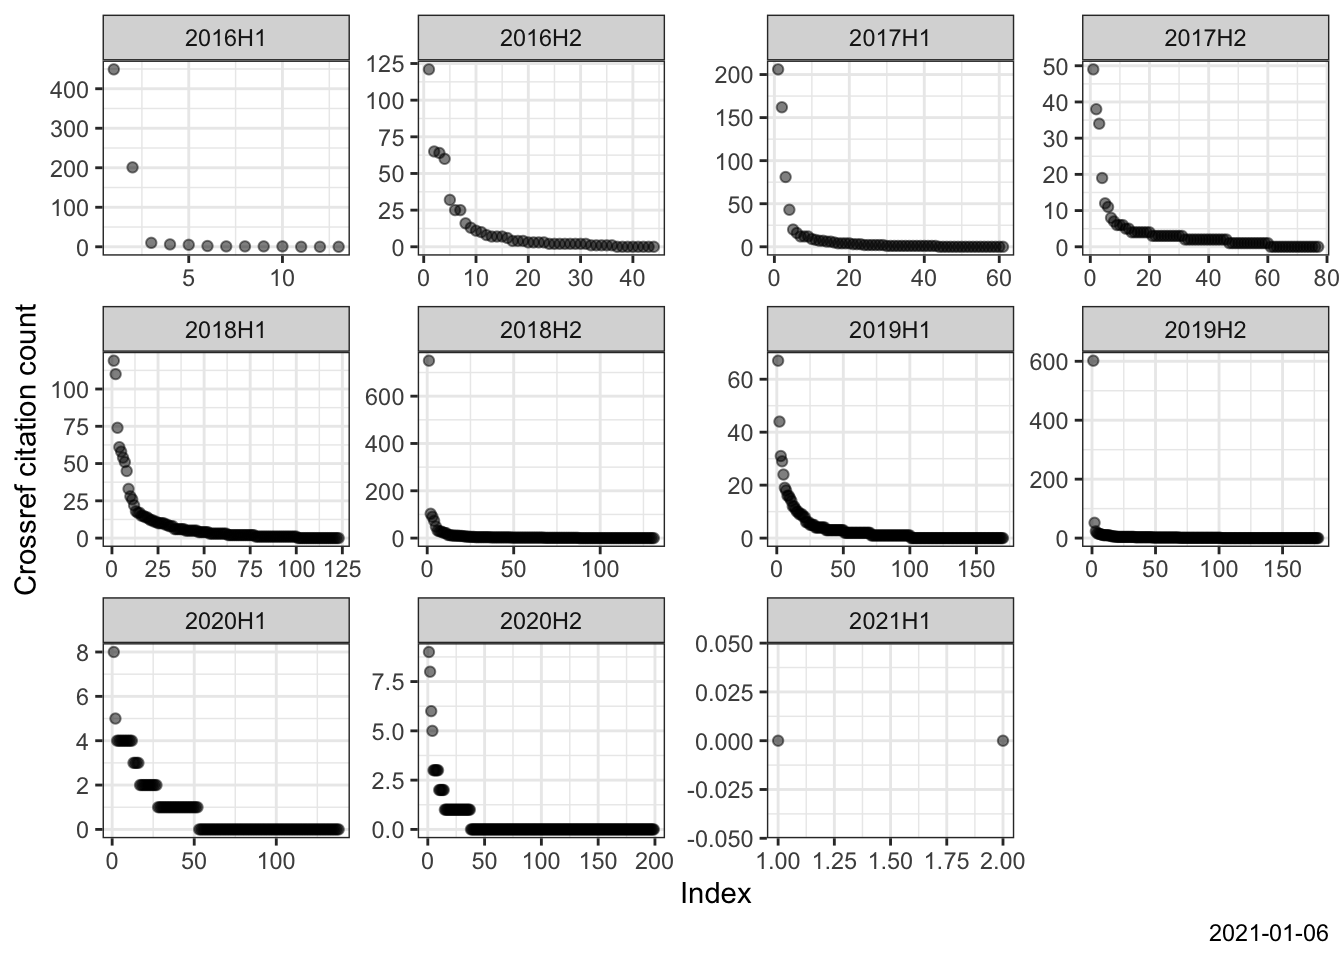 2016H1 2016H2 2017H1 2017H2
400 300 200 100 0
125 100 75 50 25 0
200 150 100 50 0
50 40 30 20 10 0
5 10
0 10 20 30 40
0 20 40 60
0 20 40 60 80
Crossref citation count
2018H1 2018H2 2019H1 2019H2
100 75 50 25 0
600 400 200 0
60 40 20 0
600 400 200 0
0 25 50 75 100 125
0 50 100
0 50 100 150
0 50 100 150
2020H1 2020H2 2021H1
8 6 4 2 0
7.5 5.0 2.5 0.0
0.050 0.025 0.000 -0.025 -0.050
0 50 100
0 50 100 150 200
1.00 1.25 1.50 1.75 2.00
Index
2021-01-06